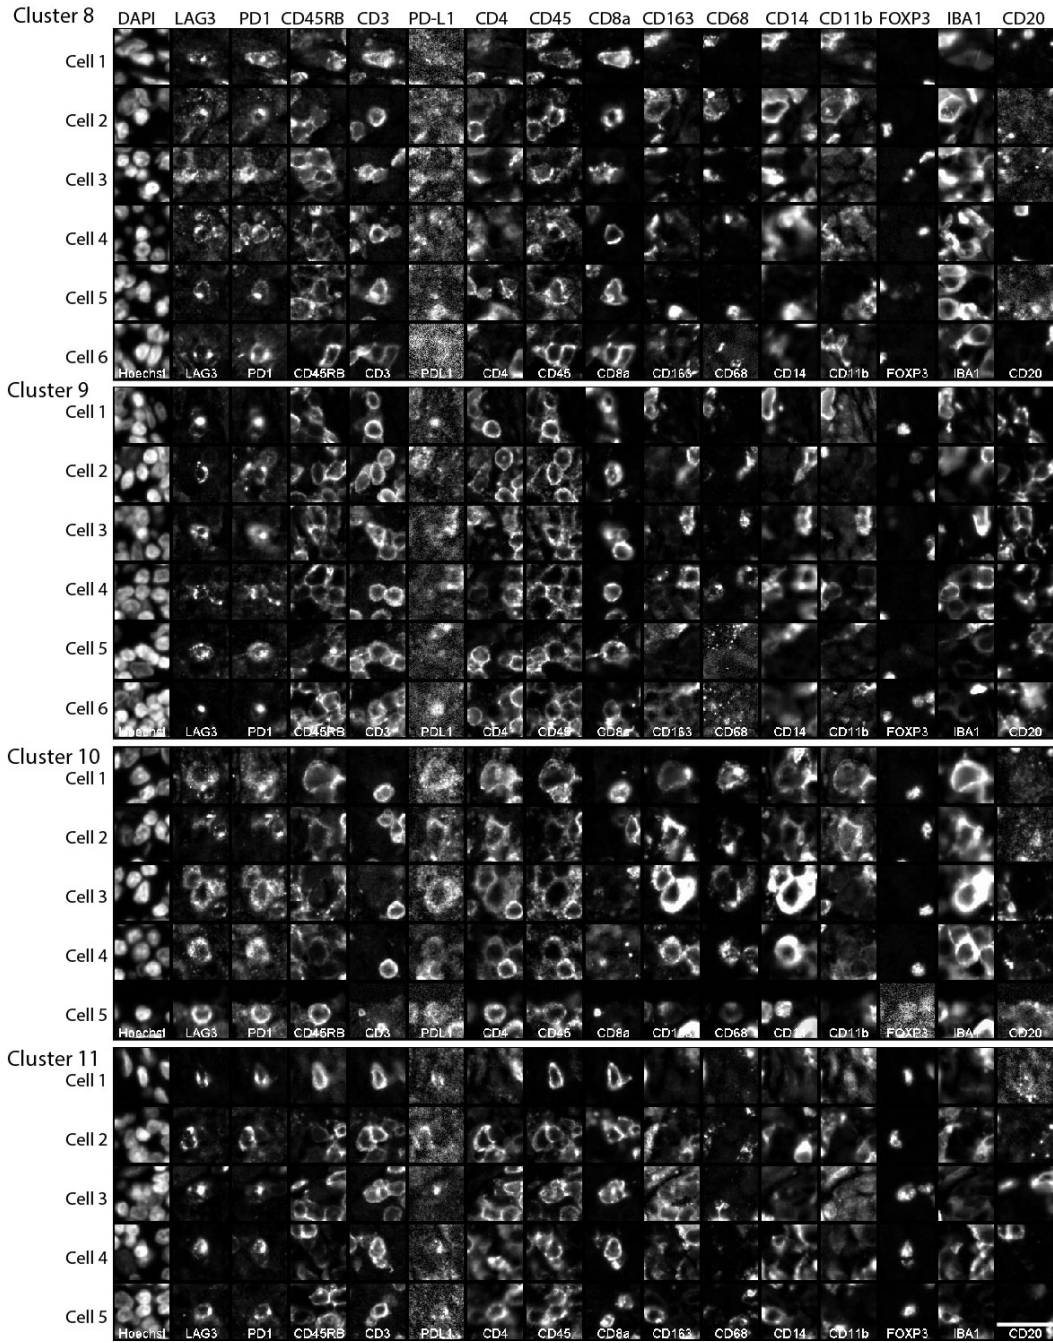 Cluster 8 DAPI LAG3 PD1 CD45RB CD3 PD-L1 CD4 CD45 CD8a CD163 CD68 CD14 CD11b FOXP3 IBA1 CD20
Cell 1
Cell 2
Cell 3
Cell 4
Cell 5
Cell 6
Hoechst LAG3 PD1 CD45RB CD3 PDL1 CD4 CD45 CD8a CD163 CD68 CD14 CD11b FOXP3 IBA1 CD20
Cluster 9
Cell 1
Cell 2
Cell 3
Cell 4
Cell 5
Cell 6
Hoechst LAG3 PD1 CD45RB CD3 PDL1 CD4 CD45 CD8a CD163 CD68 CD14 CD11b FOXP3 IBA1 CD20
Cluster 10
Cell 1
Cell 2
Cell 3
Cell 4
Cell 5
Hoechst LAG3 PD1 CD45RB CD3 PDL1 CD4 CD45 CD8a CD163 CD68 CD14 CD11b FOXP3 IBA1 CD20
Cluster 11
Cell 1
Cell 2
Cell 3
Cell 4
Cell 5
Hoechst LAG3 PD1 CD45RB CD3 PDL1 CD4 CD45 CD8a CD163 CD68 CD14 CD11b FOXP3 IBA1 CD20